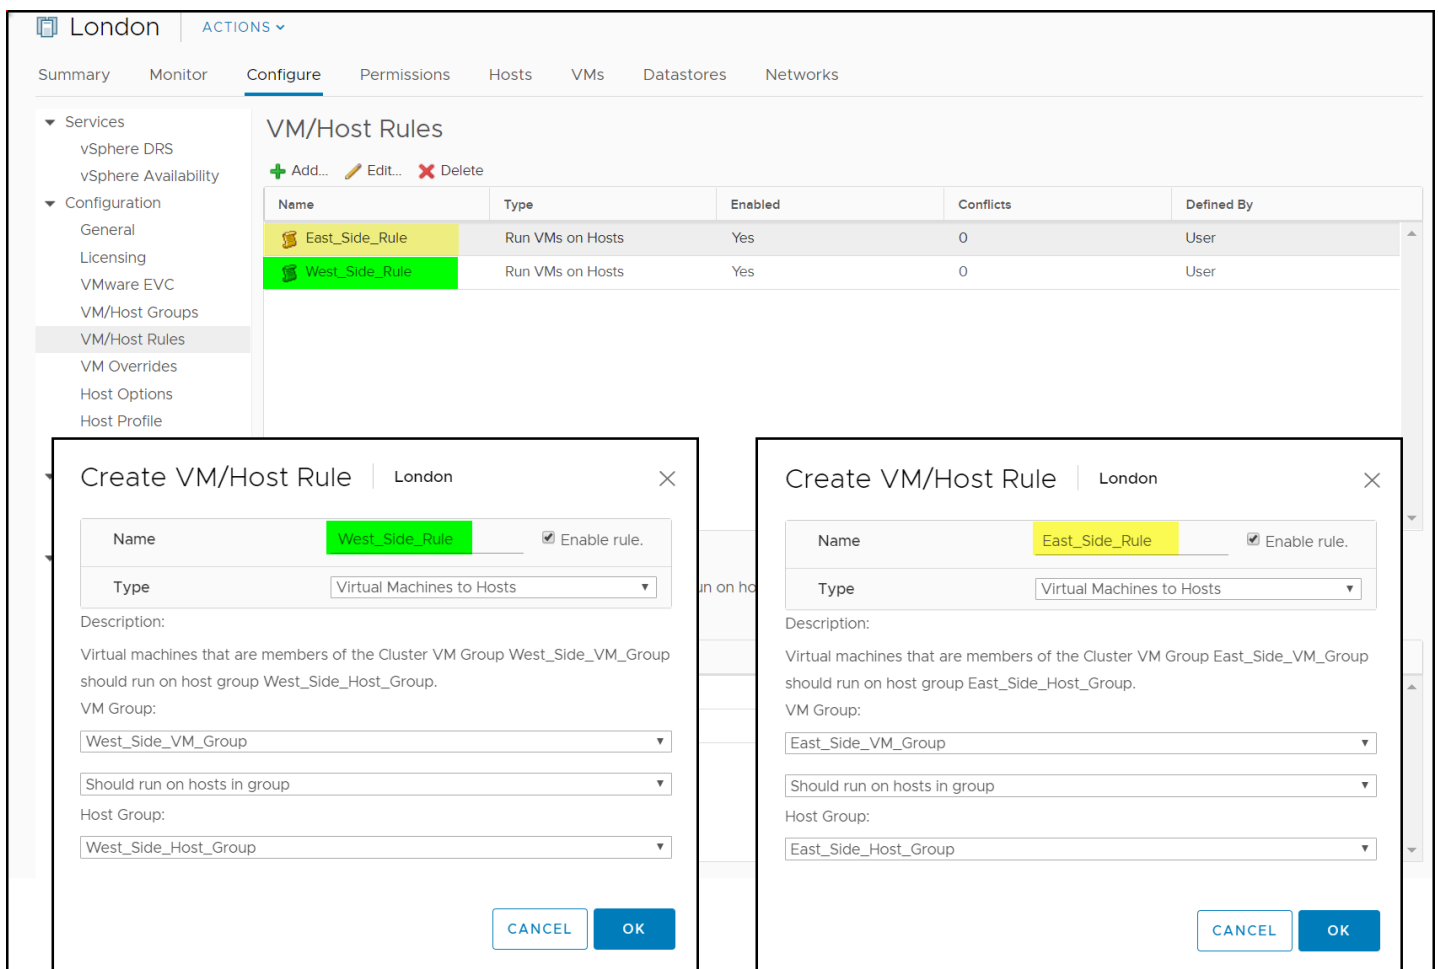 London
ACTIONS
Summary Monitor Configure Permissions Hosts VMs Datastores Networks
Services
vSphere DRS
vSphere Availability
Configuration
General
Licensing
VMware EVC
VM/Host Groups
VM/Host Rules
VM Overrides
Host Options
Host Profile
VM/Host Rules
Add... Edit... Delete
Name Type Enabled Conflicts Defined By
East_Side_Rule Run VMs on Hosts Yes 0 User
West_Side_Rule Run VMs on Hosts Yes 0 User
Create VM/Host Rule London
Name West_Side_Rule Enable rule.
Type Virtual Machines to Hosts
Description:
Virtual machines that are members of the Cluster VM Group West_Side_VM_Group
should run on host group West_Side_Host_Group.
VM Group:
West_Side_VM_Group
Should run on hosts in group
Host Group:
West_Side_Host_Group
CANCEL OK
Create VM/Host Rule London
Name East_Side_Rule Enable rule.
Type Virtual Machines to Hosts
Description:
Virtual machines that are members of the Cluster VM Group East_Side_VM_Group
should run on host group East_Side_Host_Group.
VM Group:
East_Side_VM_Group
Should run on hosts in group
Host Group:
East_Side_Host_Group
CANCEL OK